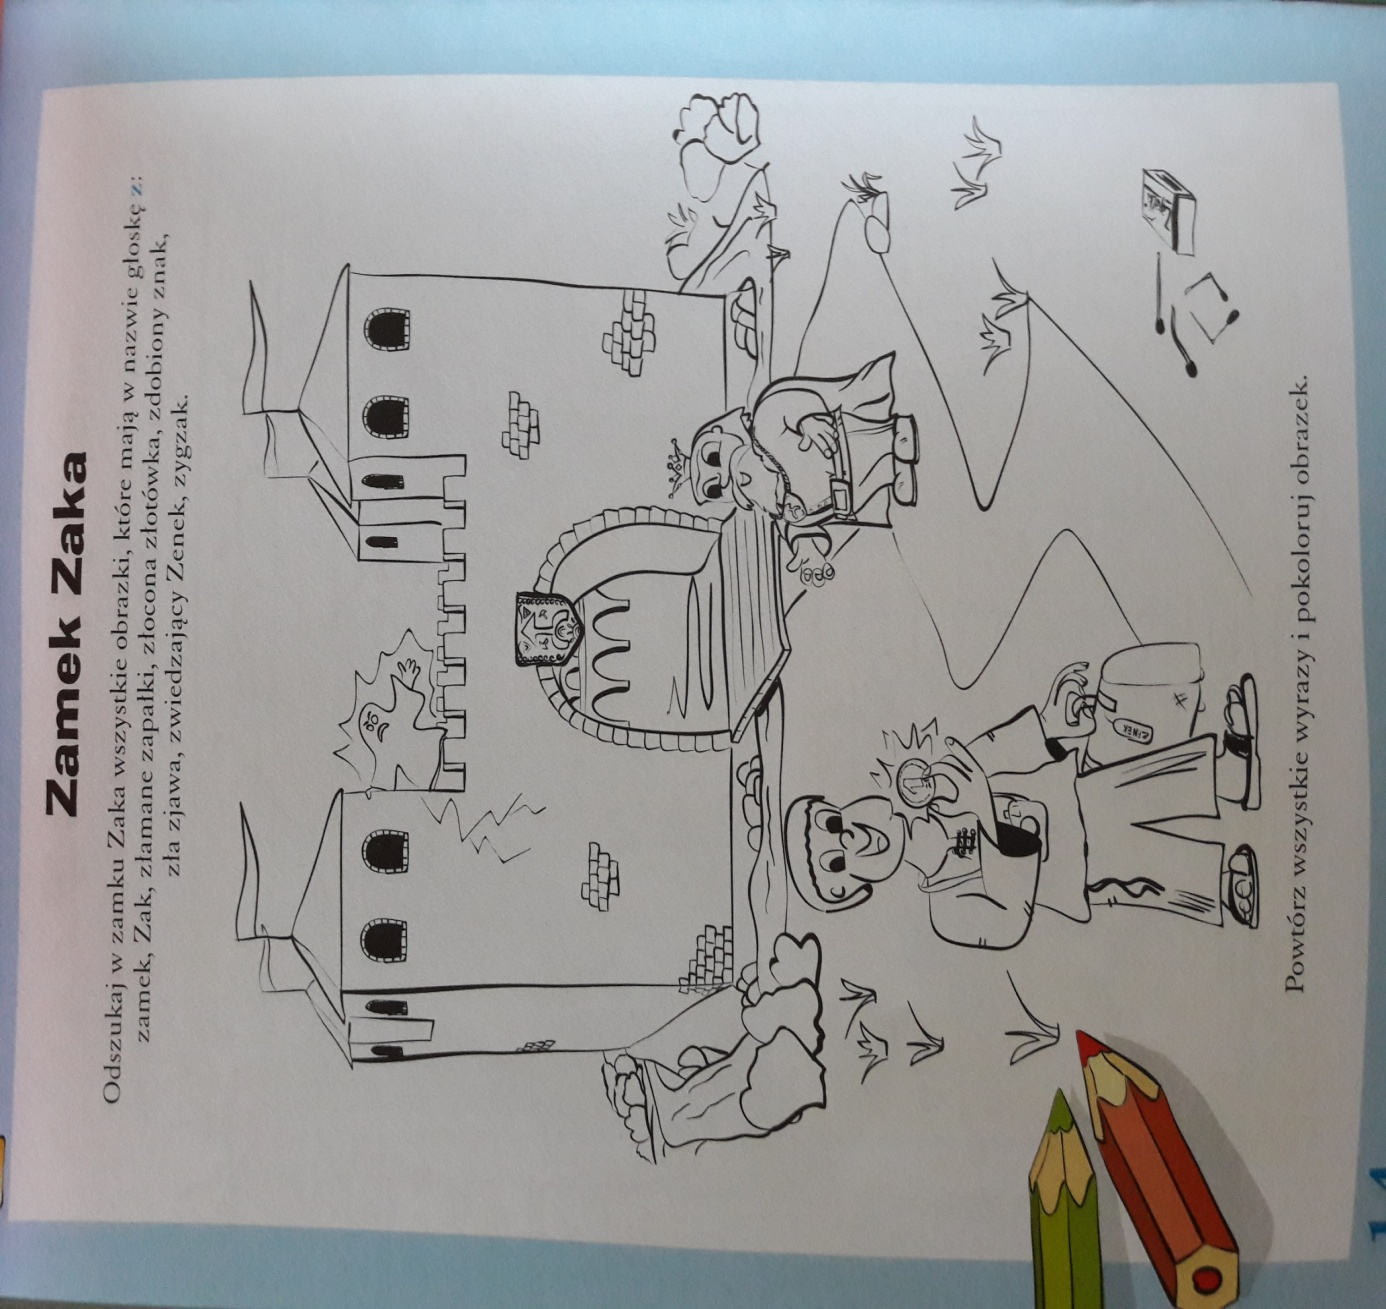 Zamek Zaka
Odszukaj w zamku Zaka wszystkie obrazki, które mają w nazwie głoskę z:
zamek, Zak, złamane zapałki, złocona złotówka, zdobiony znak,
zła zjawa, zwiedzający Zenek, zygzak.
1
Powtórz wszystkie wyrazy i pokoloruj obrazek.